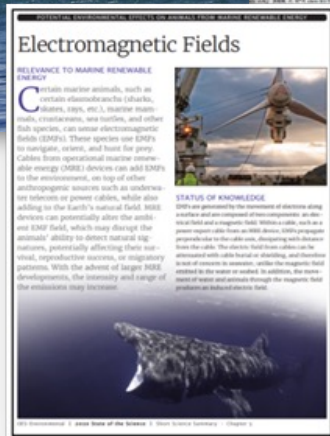 POTENTIAL ENVIRONMENTAL EFFECTS ON ANIMALS FROM MARINE RENEWABLE ENERGY
Electromagnetic Fields
RELEVANCE TO MARINE RENEWABLE
ENERGY
Certain marine animals, such as
certain elasmobranchs (sharks,
skates, rays, etc.), marine mam-
mals, crustaceans, sea turtles, and other
fish species, can sense electromagnetic
fields (EMFs). These species use EMFs
to navigate, orient, and hunt for prey.
Cables from operational marine renew-
able energy (MRE) devices can add EMFs
to the environment, on top of other
anthropogenic sources such as underwa-
ter telecom or power cables, while also
adding to the Earth's natural field. MRE
devices can potentially alter the ambi-
ent EMF field, which may disrupt the
animals' ability to detect natural sig-
natures, potentially affecting their sur-
vival, reproductive success, or migratory
patterns. With the advent of larger MRE
developments, the intensity and range of
the emissions may increase.
STATUS OF KNOWLEDGE
EMFs are generated by the movement of electrons along
a surface and are composed of two components: an elec-
trical field and a magnetic field. Within a cable, such as a
power export cable from an MRE device, EMFs propagate
perpendicular to the cable axis, dissipating with distance
from the cable. The electric field from cables can be
attenuated with cable burial or shielding, and therefore
is not of concern in seawater, unlike the magnetic field
emitted in the water or seabed. In addition, the move-
ment of water and animals through the magnetic field
produces an induced electric field.
OES-Environmental | 2020 State of the Science | Short Science Summary - Chapter 5